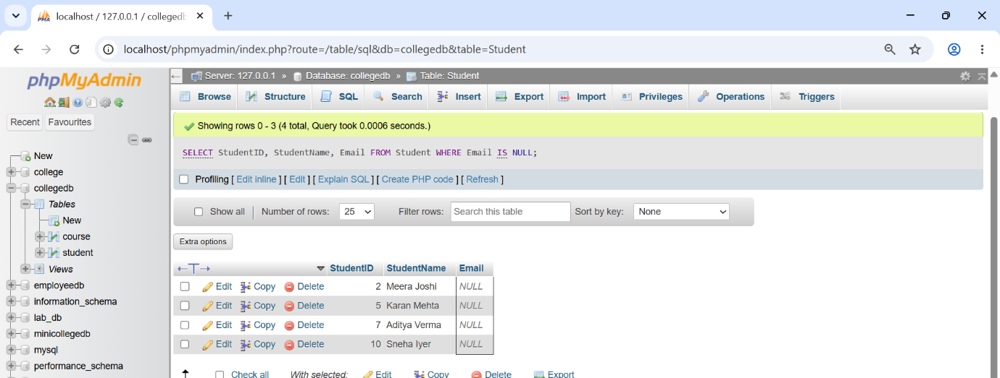 localhost / 127.0.0.1 / collegedb
localhost/phpmyadmin/index.php?route=/table/sql&db=collegedb&table=Student
phpMyAdmin
Recent Favourites
New
college
collegedb
Tables
New
course
student
Views
employeedb
information_schema
lab_db
minicollegedb
mysql
performance_schema
Server: 127.0.0.1 » Database: collegedb » Table: Student
Browse Structure SQL Search Insert Export Import Privileges Operations Triggers
Showing rows 0 - 3 (4 total, Query took 0.0006 seconds.)
SELECT StudentID, StudentName, Email FROM Student WHERE Email IS NULL;
Profiling [ Edit inline ] [ Edit ] [ Explain SQL ] [ Create PHP code ] [ Refresh ]
Show all Number of rows: 25 Filter rows: Search this table Sort by key: None
Extra options
StudentID StudentName Email
Edit Copy Delete 2 Meera Joshi NULL
Edit Copy Delete 5 Karan Mehta NULL
Edit Copy Delete 7 Aditya Verma NULL
Edit Copy Delete 10 Sneha Iyer NULL
Check all With selected: Edit Copy Delete Export